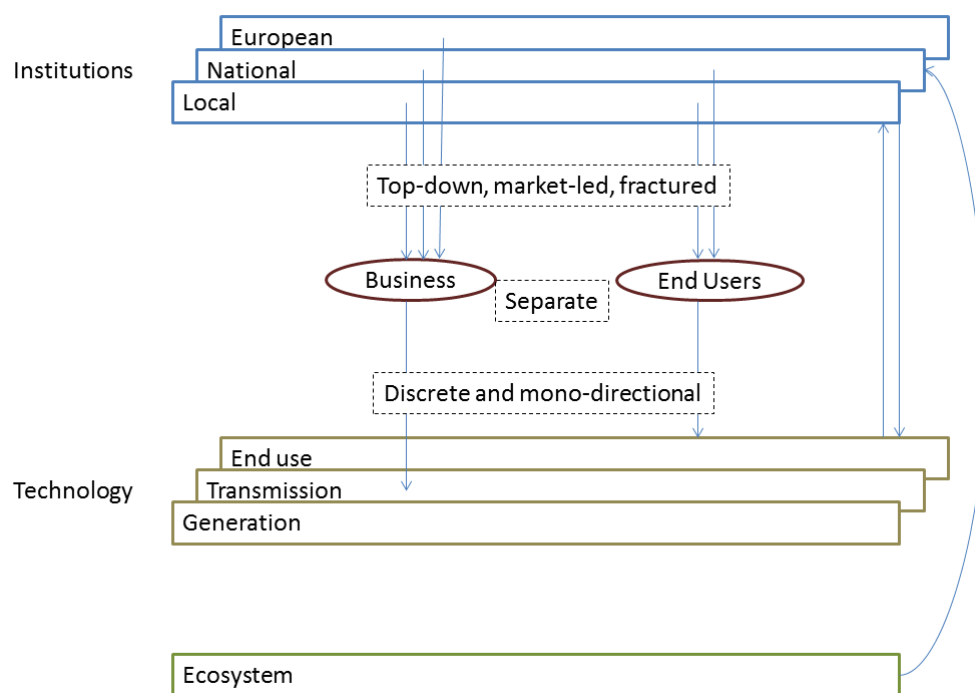 European
Institutions
National
Local
Top-down, market-led, fractured
Business
End Users
Separate
Discrete and mono-directional
End use
Technology
Transmission
Generation
Ecosystem